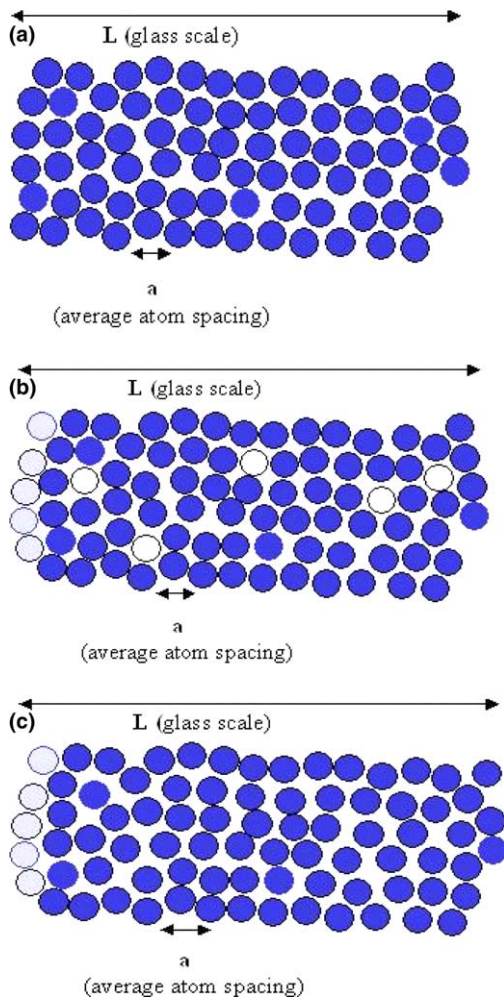 (a)
L (glass scale)
a
(average atom spacing)
(b)
L (glass scale)
a
(average atom spacing)
(c)
L (glass scale)
a
(average atom spacing)